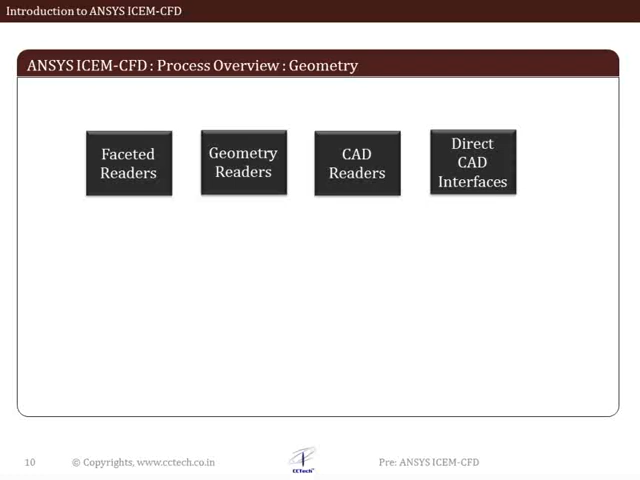 Introduction to ANSYS ICEM-CFD
ANSYS ICEM-CFD : Process Overview : Geometry
Faceted
Readers
Geometry
Readers
CAD
Readers
Direct
CAD
Interfaces
10
© Copyrights, www.cctech.co.in
CCTech™
Pre: ANSYS ICEM-CFD